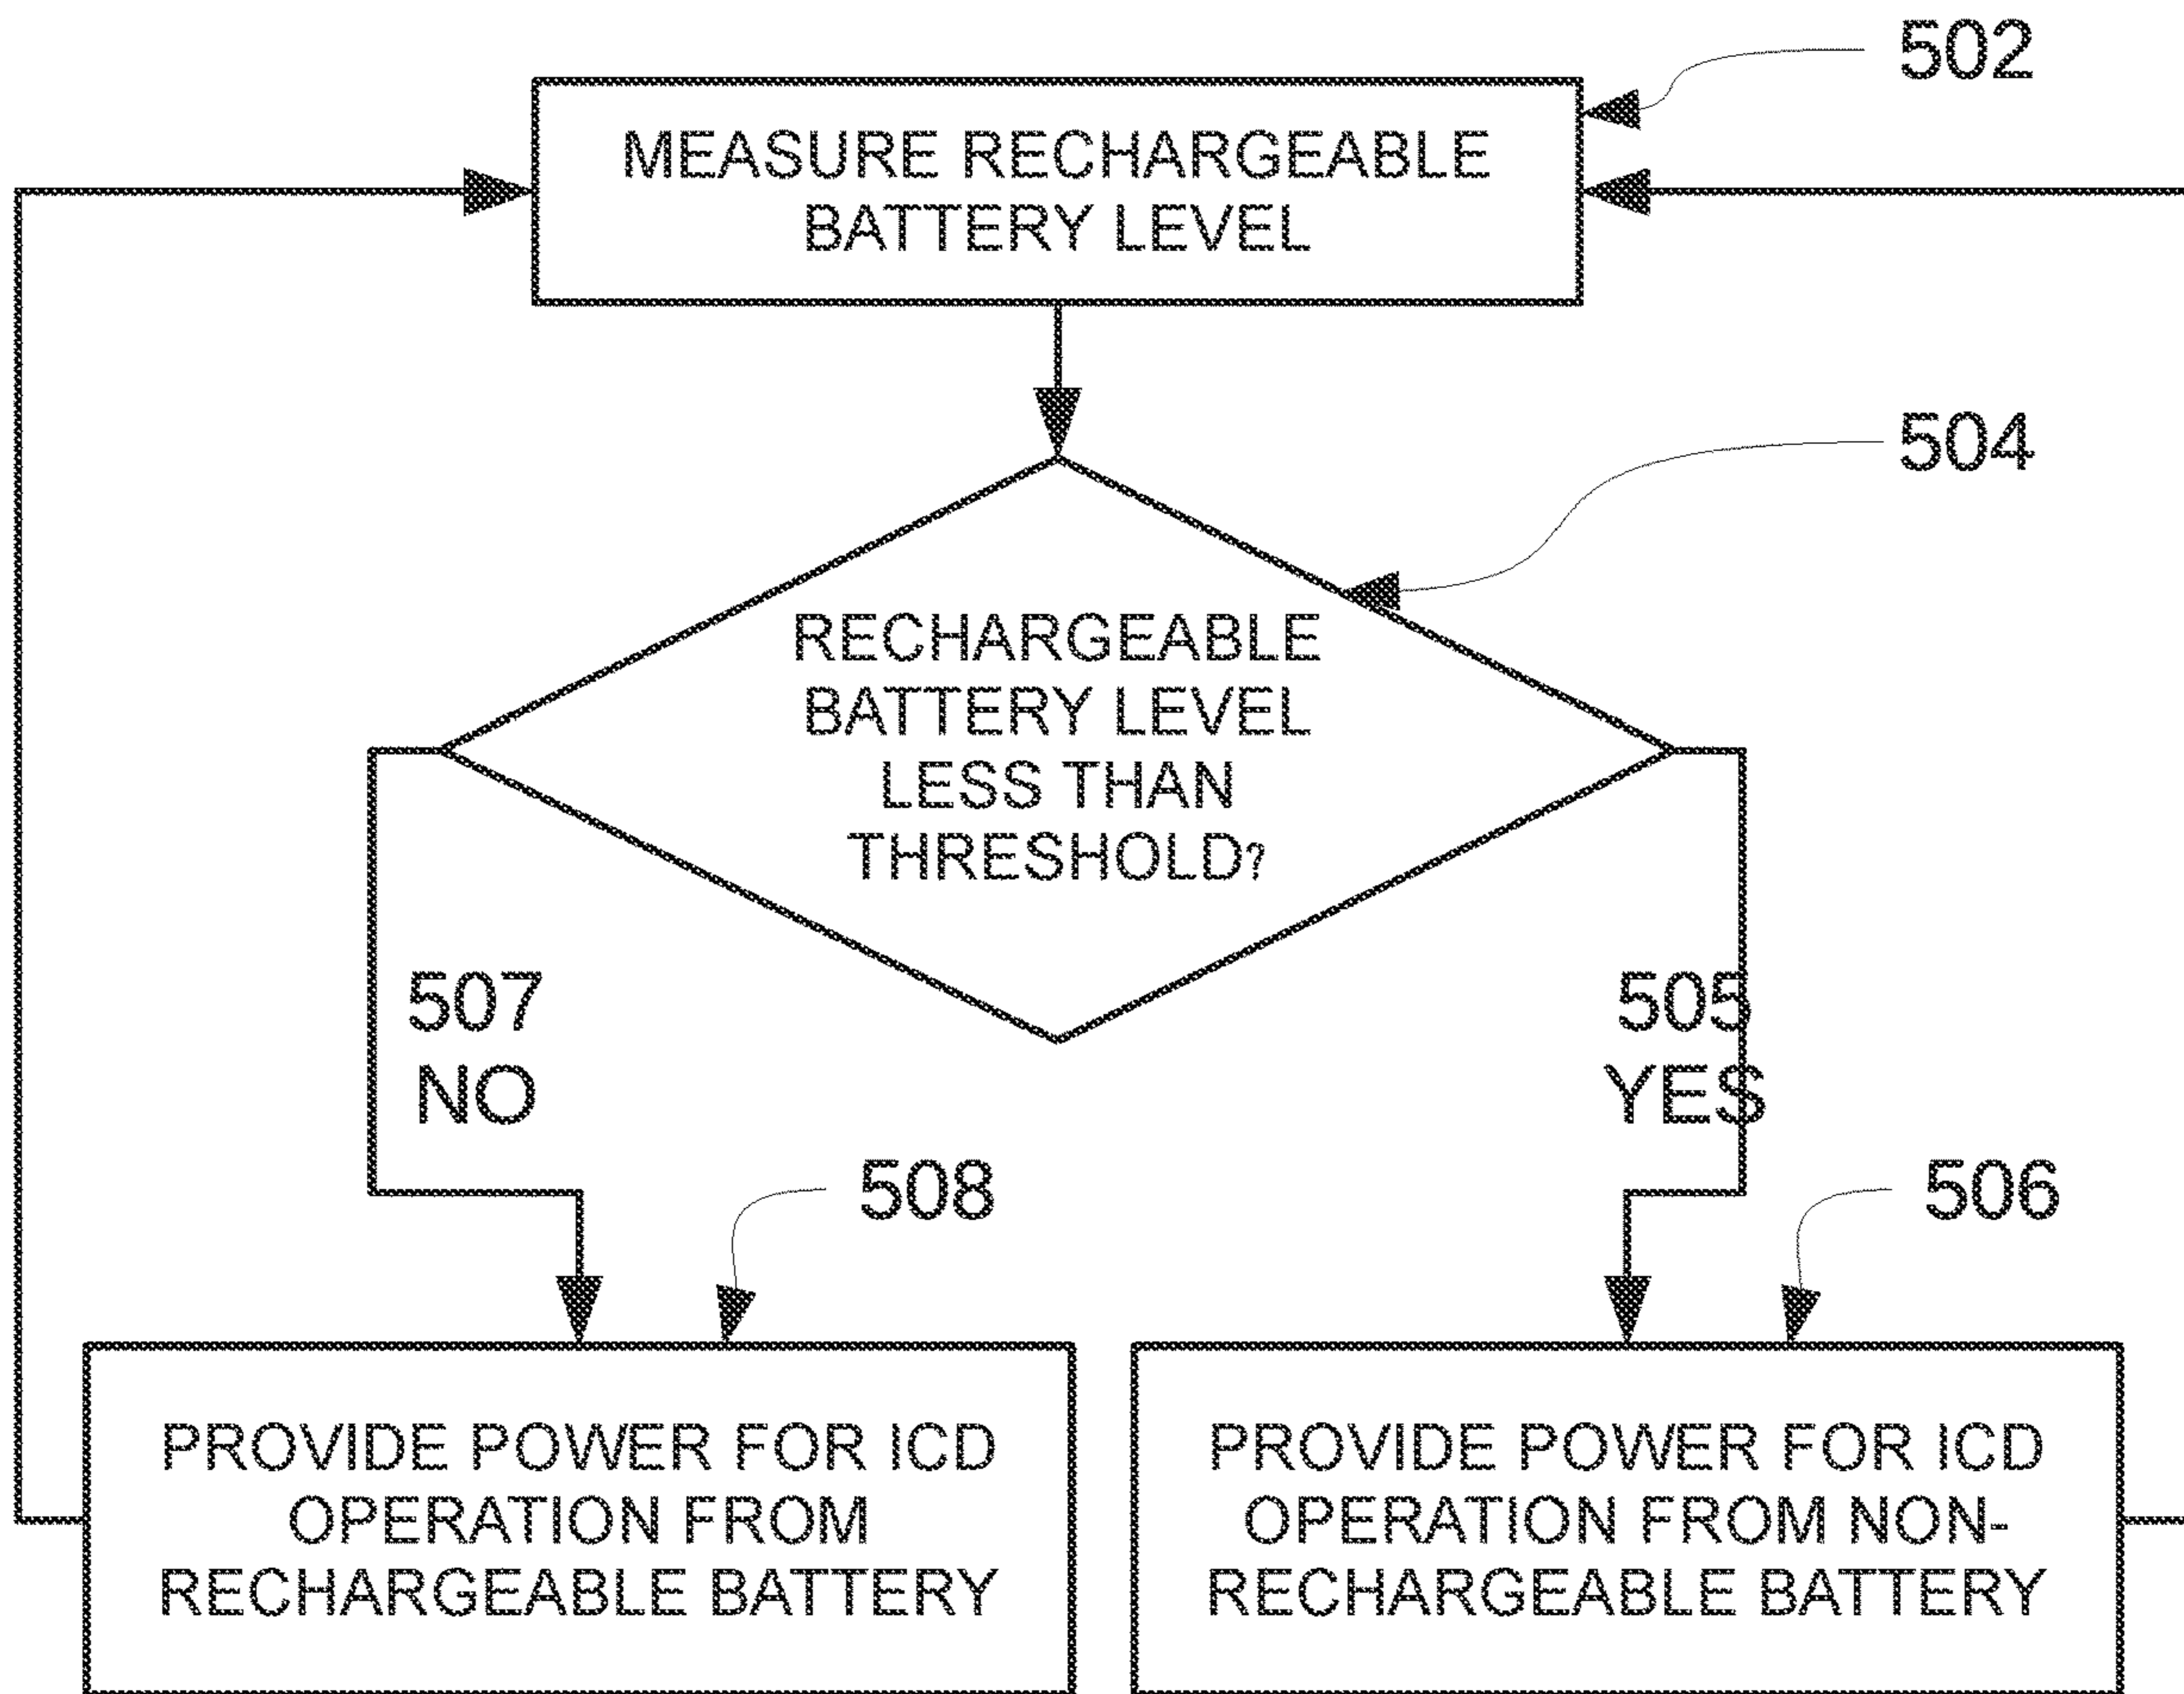 502
MEASURE RECHARGEABLE
BATTERY LEVEL
504
RECHARGEABLE
BATTERY LEVEL
LESS THAN
THRESHOLD?
507
NO
505
YES
508
506
PROVIDE POWER FOR ICD
OPERATION FROM
RECHARGEABLE BATTERY
PROVIDE POWER FOR ICD
OPERATION FROM NON-
RECHARGEABLE BATTERY